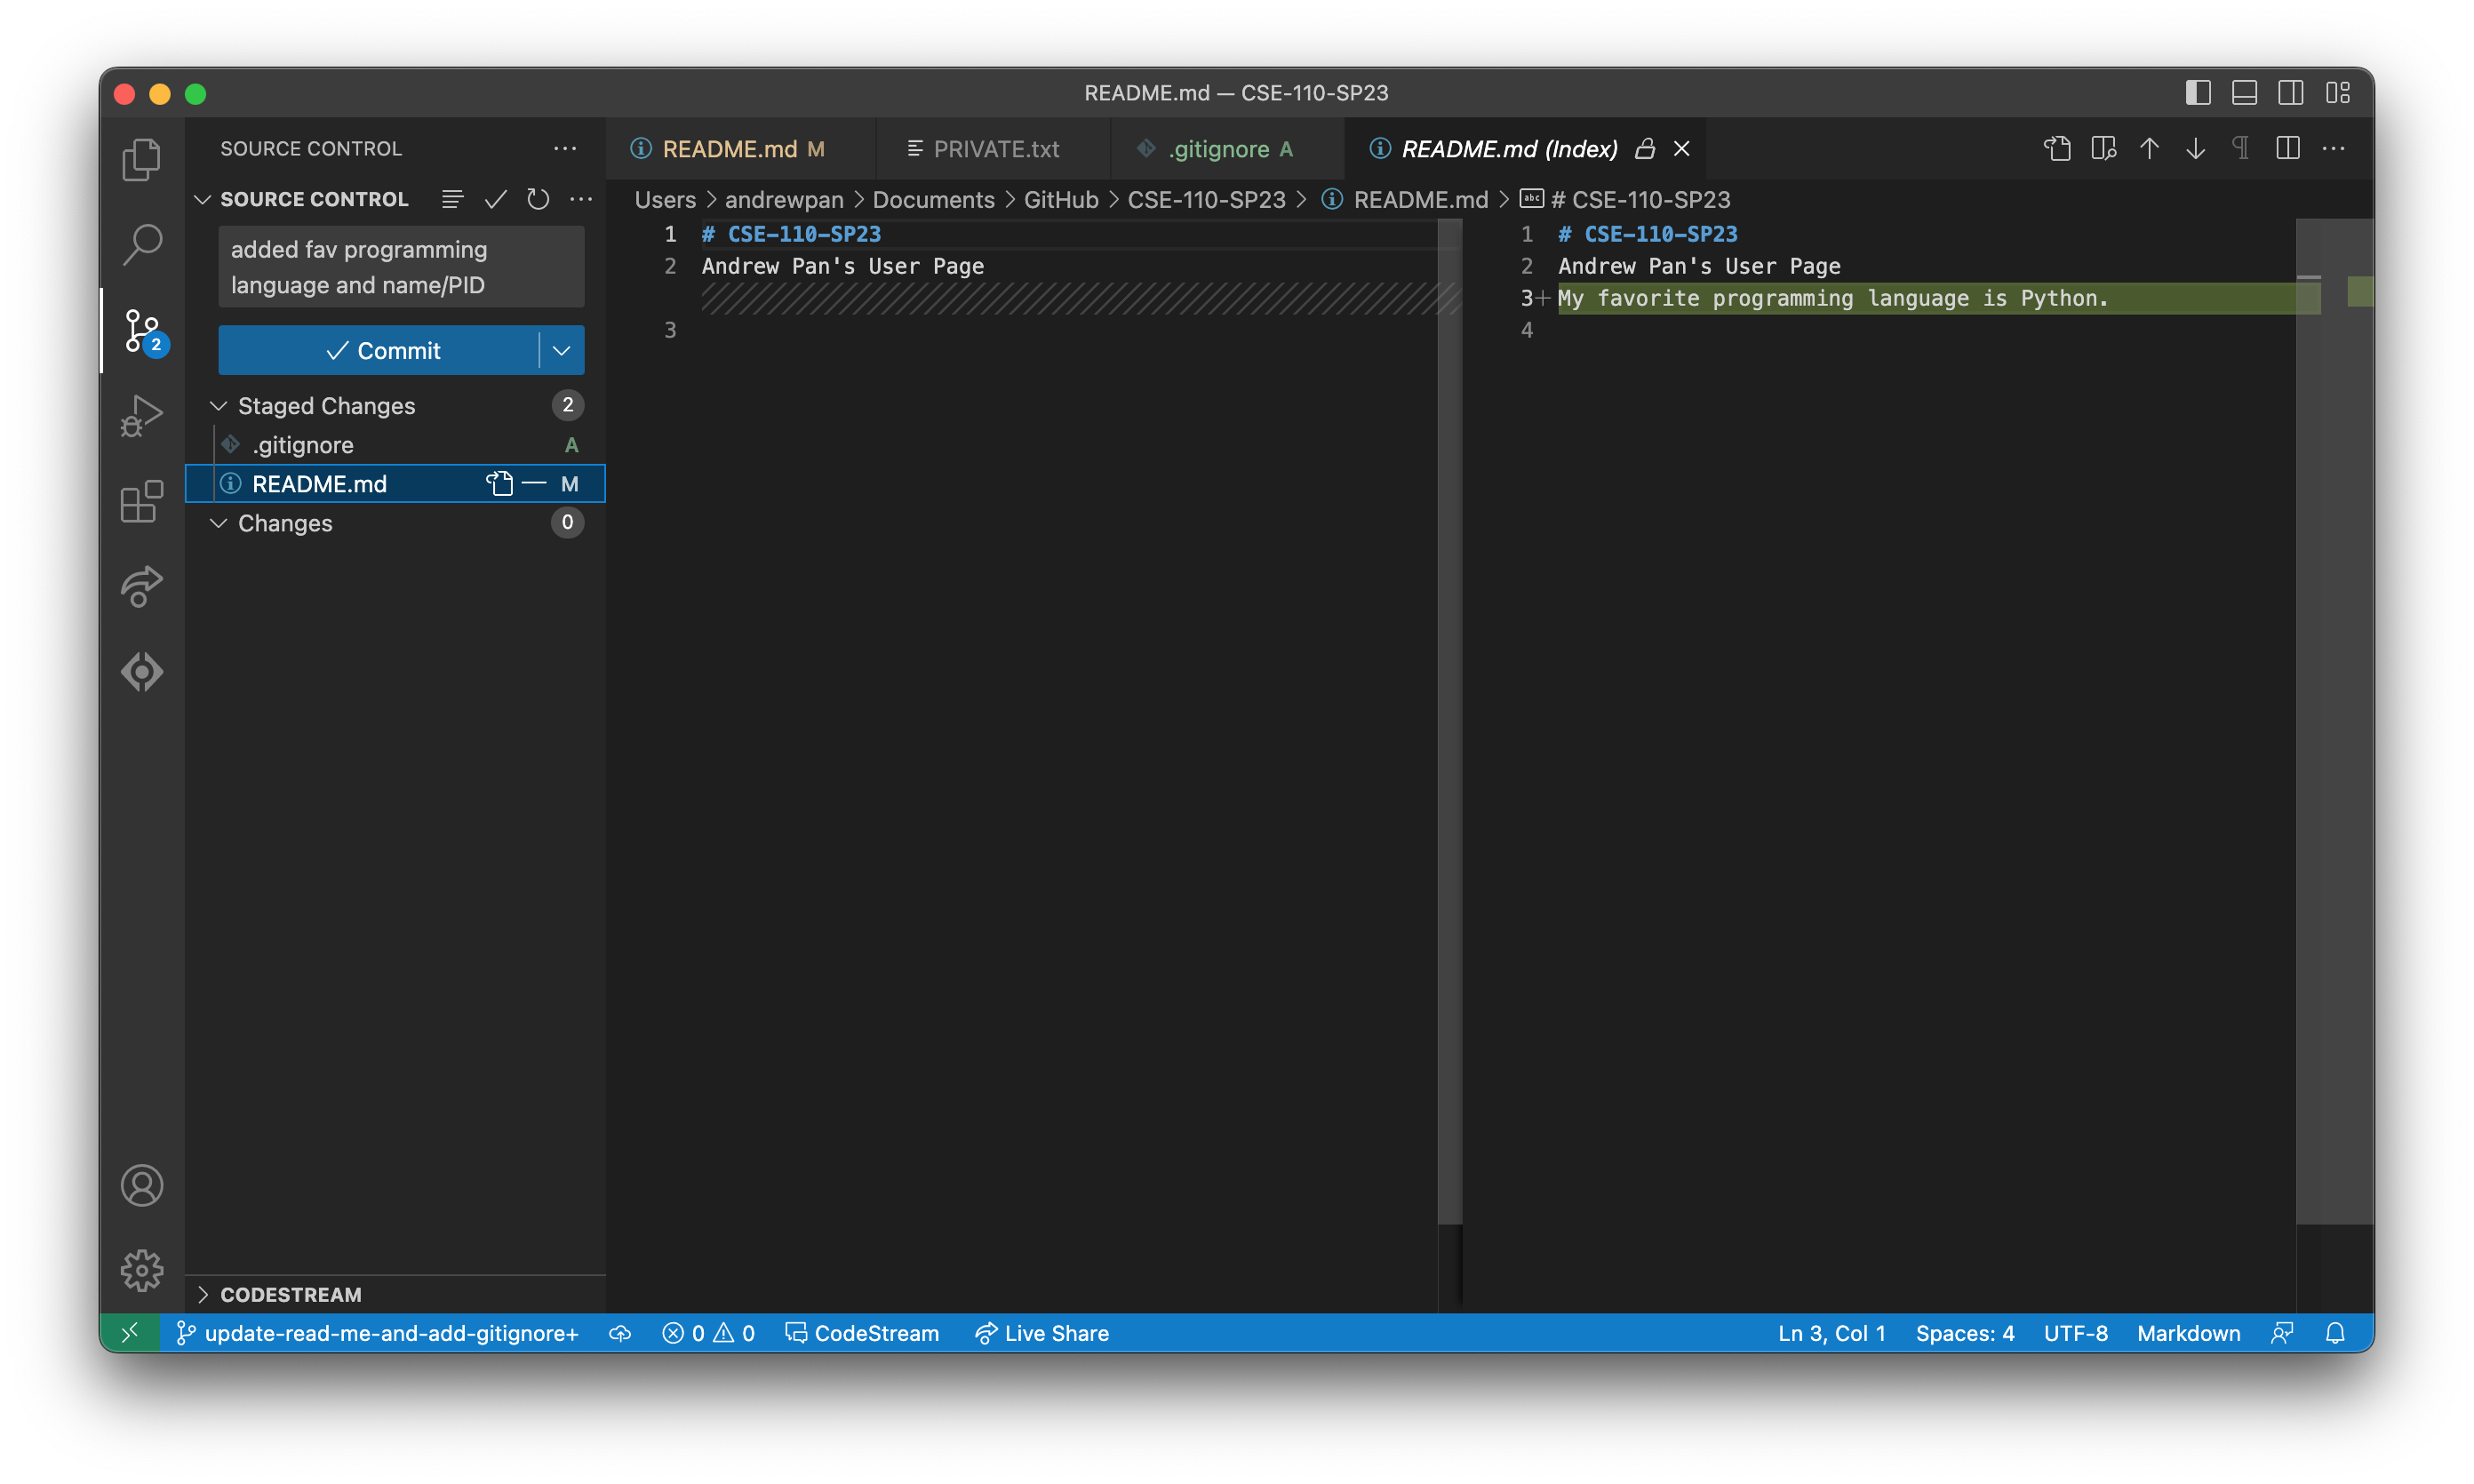 README.md — CSE-110-SP23
SOURCE CONTROL
README.md M
PRIVATE.txt
.gitignore A
README.md (Index)
SOURCE CONTROL
Users > andrewpan > Documents > GitHub > CSE-110-SP23 > README.md > abc # CSE-110-SP23
added fav programming
language and name/PID
Commit
2
Staged Changes 2
.gitignore A
README.md M
Changes 0
1 # CSE-110-SP23
2 Andrew Pan's User Page
3
1 # CSE-110-SP23
2 Andrew Pan's User Page
3+ My favorite programming language is Python.
4
CODESTREAM
update-read-me-and-add-gitignore+ 0 0 CodeStream Live Share Ln 3, Col 1 Spaces: 4 UTF-8 Markdown